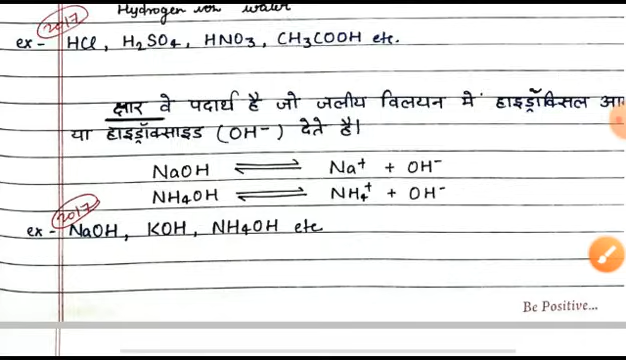 Hydrogen ion water
2017
ex - HCl, H2SO4, HNO3, CH3COOH etc.
क्षार वे पदार्थ है जो जलीय विलयन में हाइड्रॉक्सिल आ
या हाइड्रॉक्साइड (OH-) देते है।
NaOH ⇌ Na+ + OH-
NH4OH ⇌ NH4+ + OH-
2017
ex - NaOH, KOH, NH4OH etc
Be Positive...